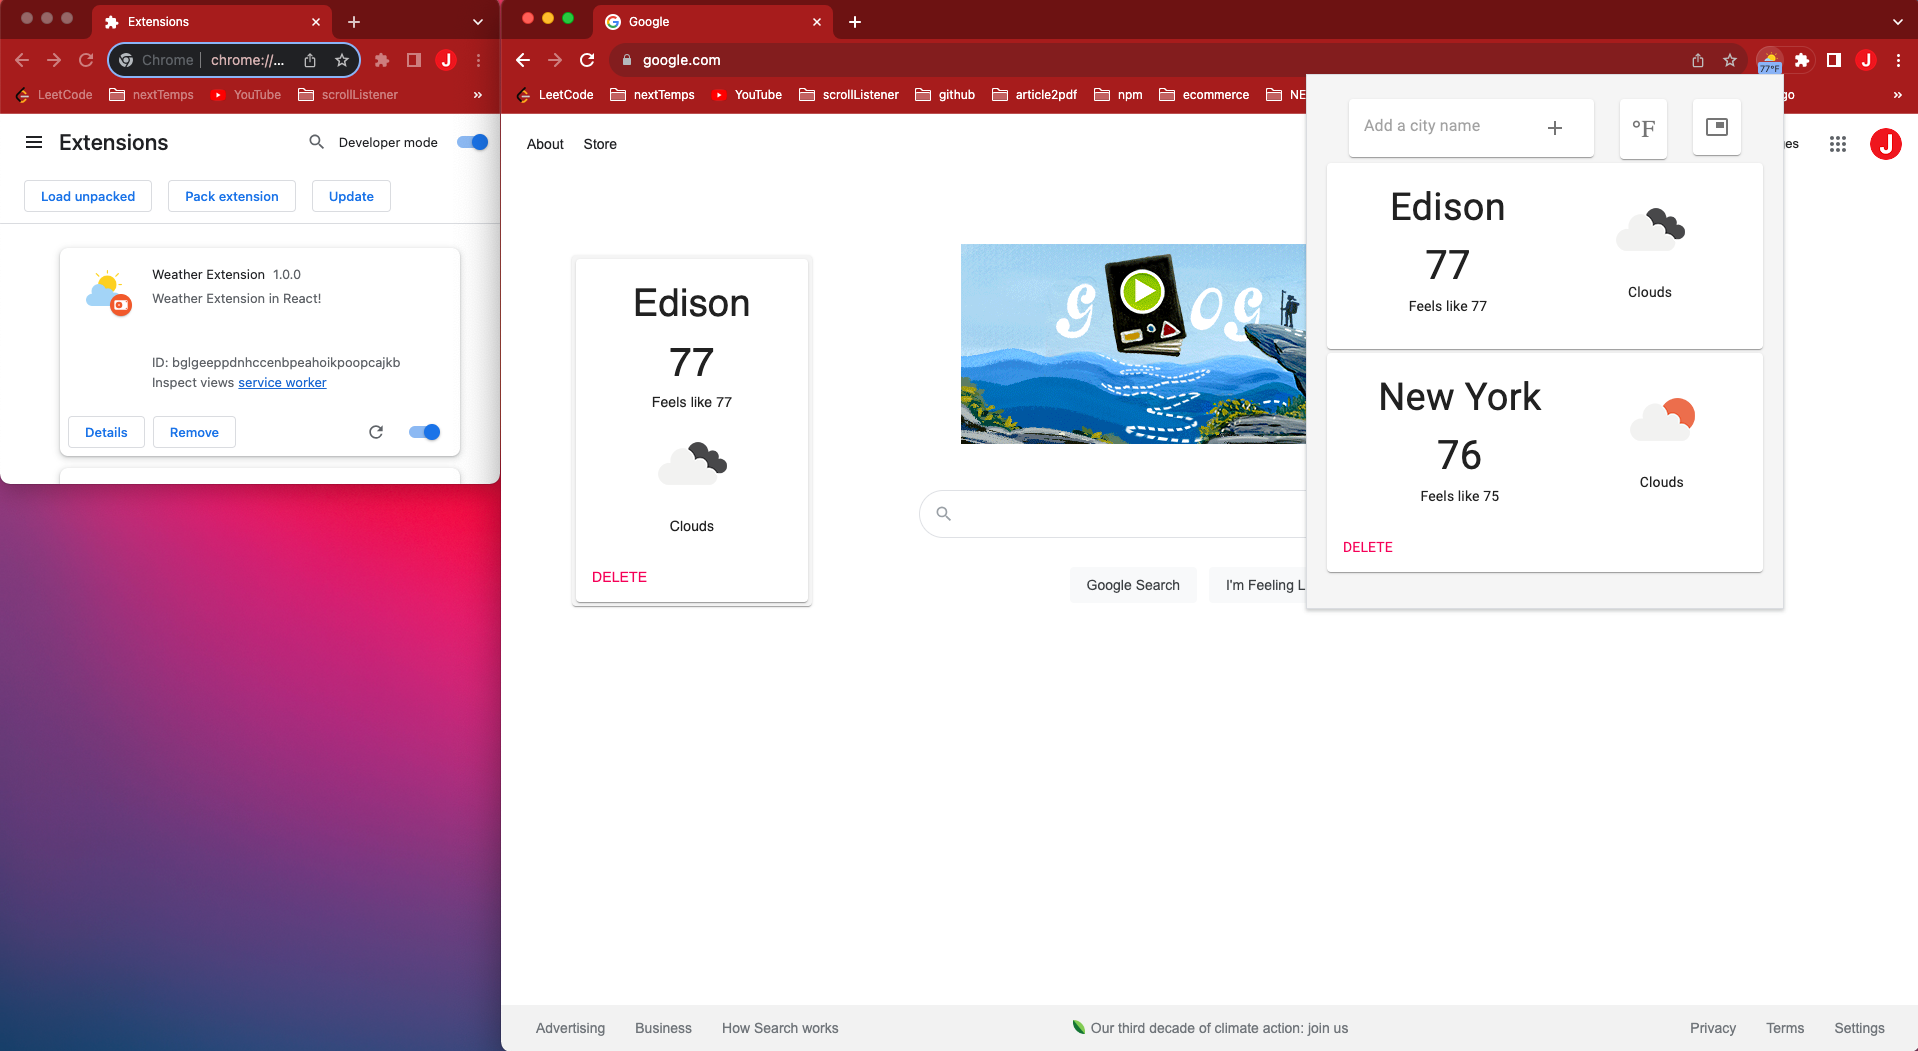 Extensions
Chrome chrome://...
J
LeetCode nextTemps YouTube scrollListener »
Extensions
Developer mode
Load unpacked Pack extension Update
Weather Extension 1.0.0
Weather Extension in React!
ID: bglgeeppdnhccenbpeahoikpoopcajkb
Inspect views service worker
Details Remove
Google
google.com
77°F
J
LeetCode nextTemps YouTube scrollListener github article2pdf npm ecommerce NE go »
About Store
es
J
Edison
77
Feels like 77
Clouds
DELETE
Google Search I'm Feeling L
Add a city name
°F
Edison
77
Feels like 77
Clouds
New York
76
Feels like 75
Clouds
DELETE
Advertising Business How Search works
Our third decade of climate action: join us
Privacy Terms Settings